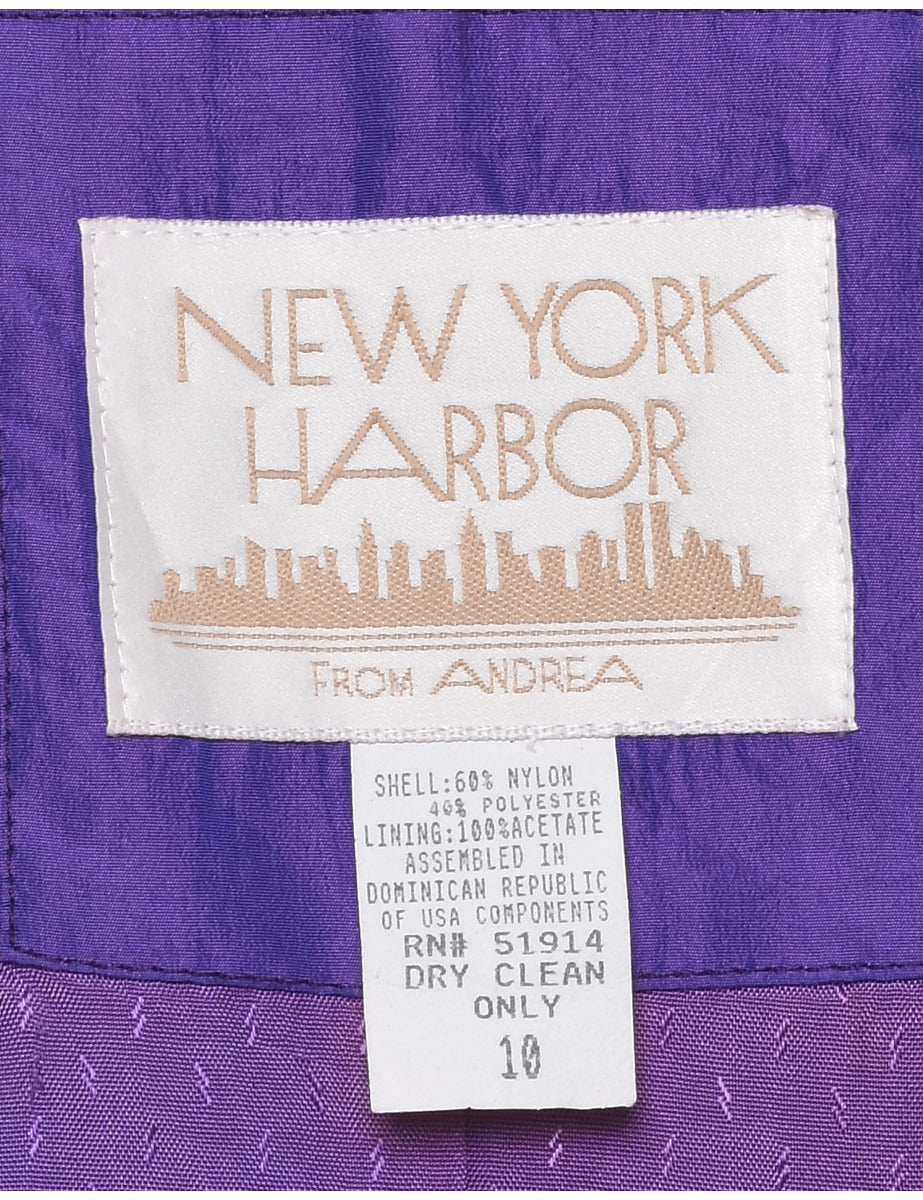 NEW YORK
HARBOR
FROM ANDREA
SHELL:60% NYLON
40% POLYESTER
LINING:100%ACETATE
ASSEMBLED IN
DOMINICAN REPUBLIC
OF USA COMPONENTS
RN# 51914
DRY CLEAN
ONLY
10